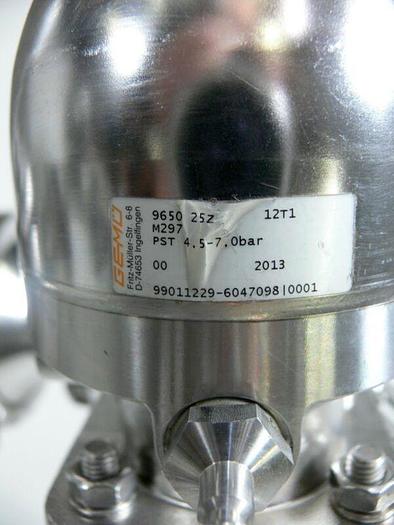 GEMÜ
Fritz-Müller-Str. 6-8
D-74653 Ingelfingen
9650 25z 12T1
M297
PST 4,5-7,0bar
00 2013
99011229-6047098|0001